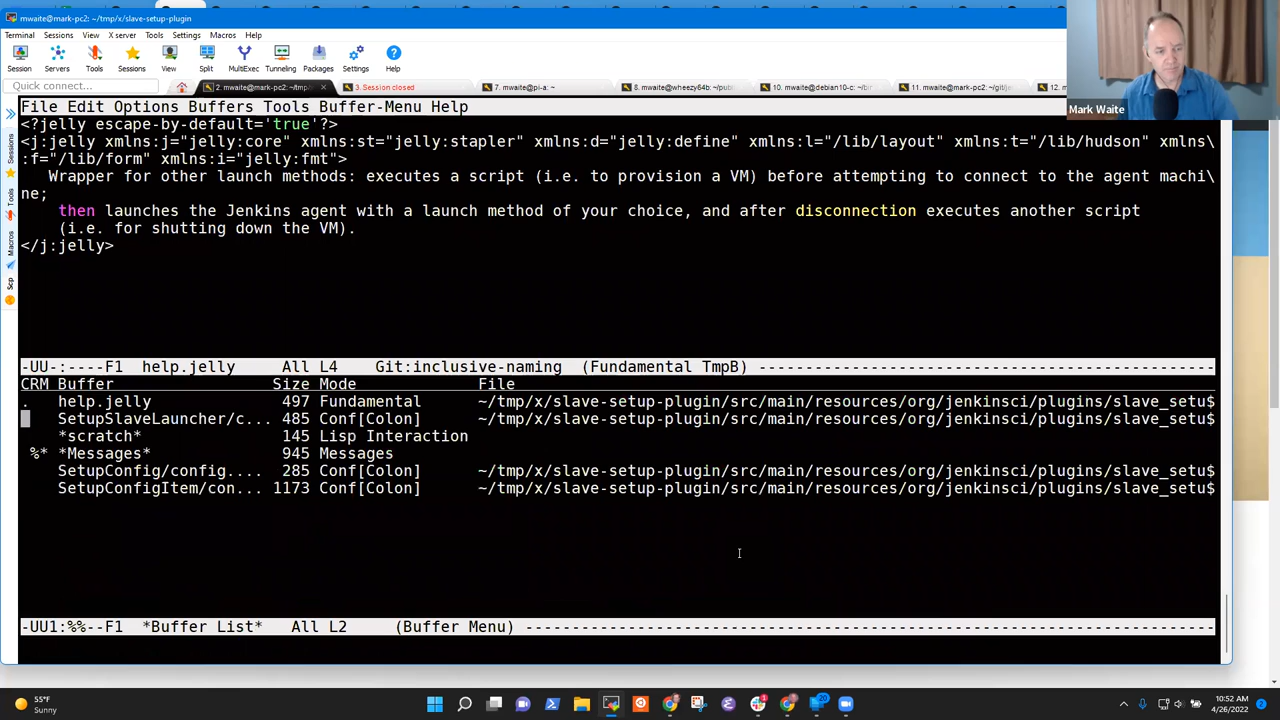 mwaite@mark-pc2: ~/tmp/x/slave-setup-plugin
Terminal Sessions View X server Tools Settings Macros Help
Session Servers Tools Sessions View Split MultiExec Tunneling Packages Settings Help
Quick connect...
2. mwaite@mark-pc2: ~/tmp/
3. Session closed
7. mwaite@pi-a: ~
8. mwaite@wheezy64b: ~/pub
10. mwaite@debian10-c: ~/bin
11. mwaite@mark-pc2: ~/git/j
12.
Mark Waite
Sessions
Tools
Macros
Scp
File Edit Options Buffers Tools Buffer-Menu Help
<?jelly escape-by-default='true'?>
<j:jelly xmlns:j="jelly:core" xmlns:st="jelly:stapler" xmlns:d="jelly:define" xmlns:l="/lib/layout" xmlns:t="/lib/hudson" xmlns\
:f="/lib/form" xmlns:i="jelly:fmt">
Wrapper for other launch methods: executes a script (i.e. to provision a VM) before attempting to connect to the agent machi\
ne;
then launches the Jenkins agent with a launch method of your choice, and after disconnection executes another script
(i.e. for shutting down the VM).
</j:jelly>
-UU-:----F1 help.jelly All L4 Git:inclusive-naming (Fundamental TmpB) ----------------------------------------------------
CRM Buffer Size Mode File
. help.jelly 497 Fundamental ~/tmp/x/slave-setup-plugin/src/main/resources/org/jenkinsci/plugins/slave_setu$
SetupSlaveLauncher/c... 485 Conf[Colon] ~/tmp/x/slave-setup-plugin/src/main/resources/org/jenkinsci/plugins/slave_setu$
*scratch* 145 Lisp Interaction
%* *Messages* 945 Messages
SetupConfig/config.... 285 Conf[Colon] ~/tmp/x/slave-setup-plugin/src/main/resources/org/jenkinsci/plugins/slave_setu$
SetupConfigItem/con... 1173 Conf[Colon] ~/tmp/x/slave-setup-plugin/src/main/resources/org/jenkinsci/plugins/slave_setu$
-UU1:%%--F1 *Buffer List* All L2 (Buffer Menu) --------------------------------------------------------------------------
55°F
Sunny
20
10:52 AM
4/26/2022